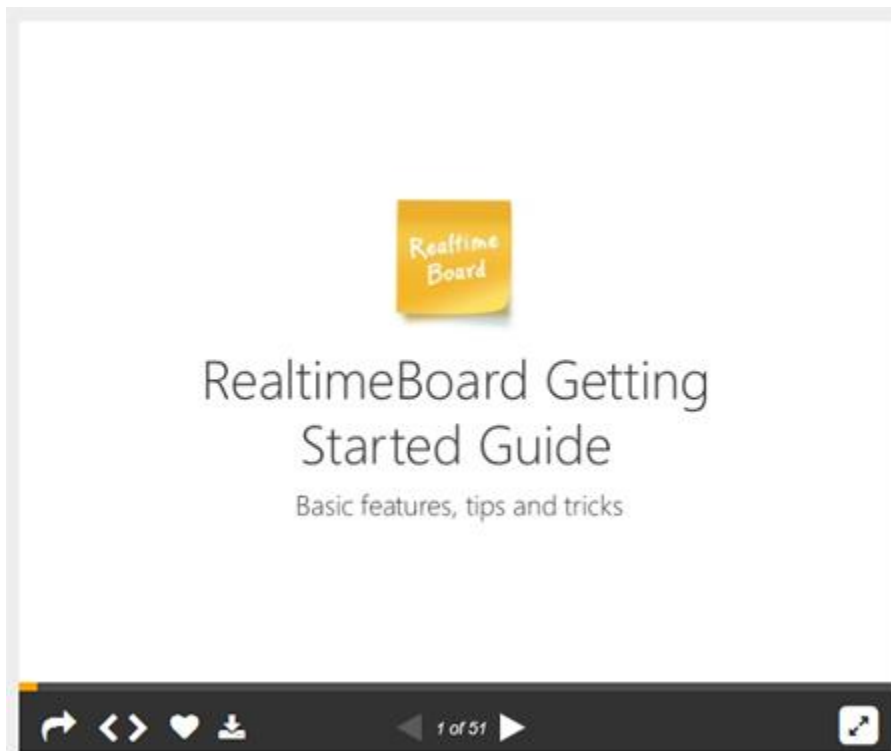 Realtime
Board
RealtimeBoard Getting
Started Guide
Basic features, tips and tricks
1 of 51